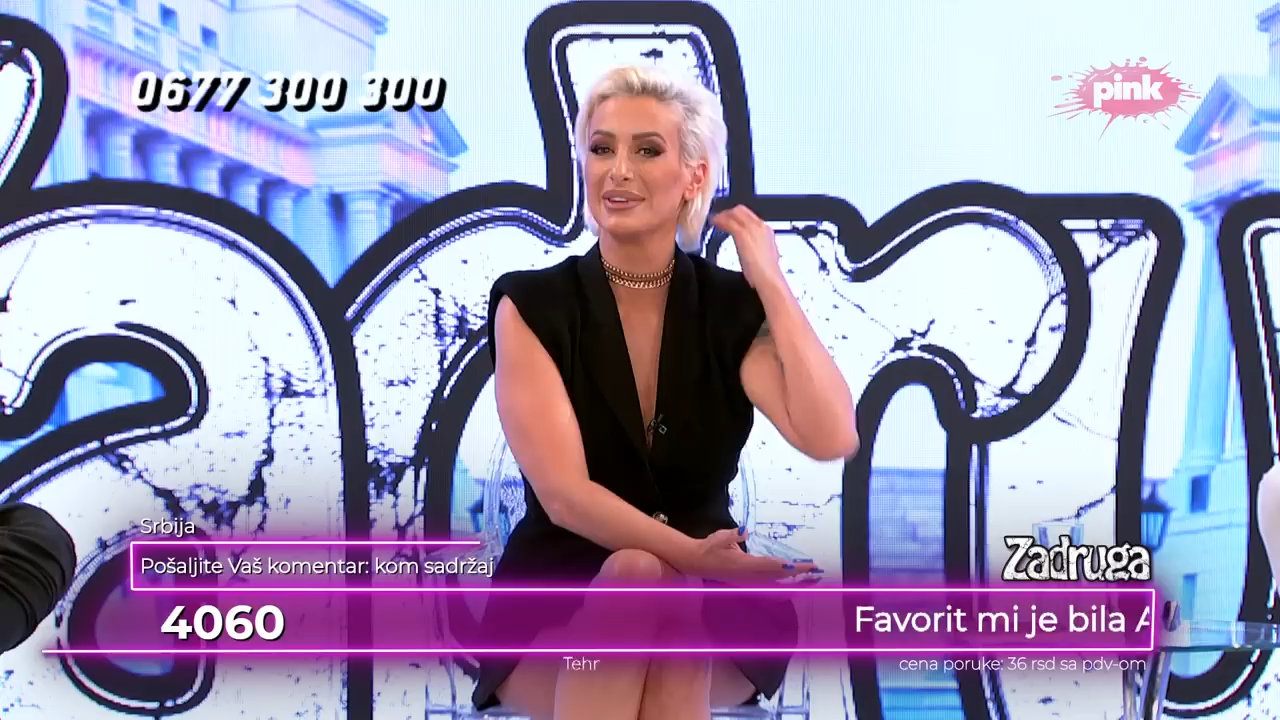 0677 300 300
pink
Srbija
Pošaljite Vaš komentar: kom sadržaj
Zadruga
4060
Favorit mi je bila
Tehr
cena poruke: 36 rsd sa pdv-om